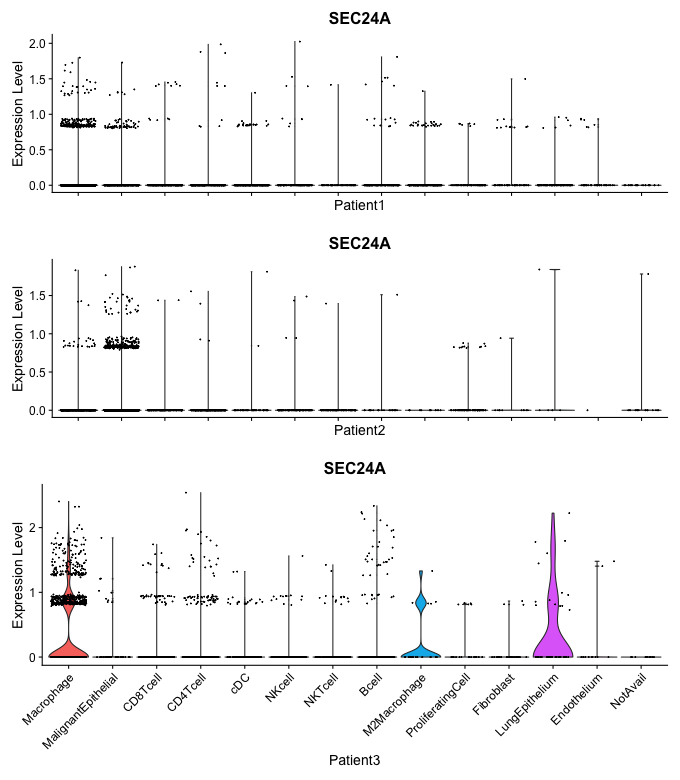 SEC24A
Expression Level
2.0
1.5
1.0
0.5
0.0
Patient1
SEC24A
Expression Level
1.5
1.0
0.5
0.0
Patient2
SEC24A
Expression Level
2
1
0
Macrophage
MalignantEpithelial
CD8Tcell
CD4Tcell
cDC
NKcell
NKTcell
Bcell
M2Macrophage
ProliferatingCell
Fibroblast
LungEpithelium
Endothelium
NotAvail
Patient3